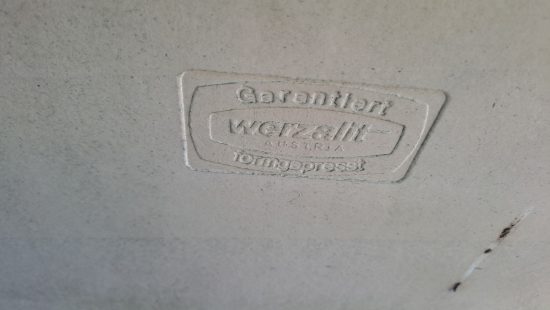 Garantiert
werzalit
AUSTRIA
formgepresst